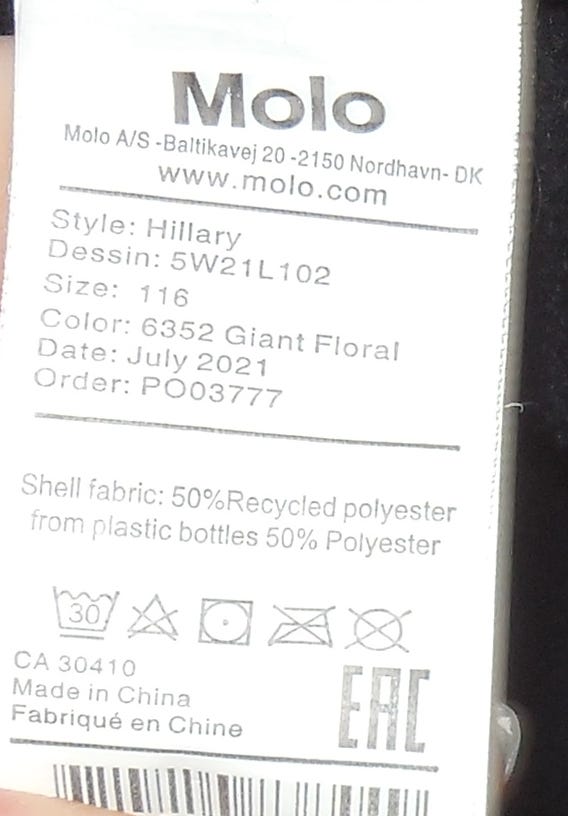 Molo
Molo A/S -Baltikavej 20 -2150 Nordhavn- DK
www.molo.com
Style: Hillary
Dessin: 5W21L102
Size: 116
Color: 6352 Giant Floral
Date: July 2021
Order: PO03777
Shell fabric: 50%Recycled polyester
from plastic bottles 50% Polyester
30
CA 30410
Made in China
Fabriqué en Chine
EAC